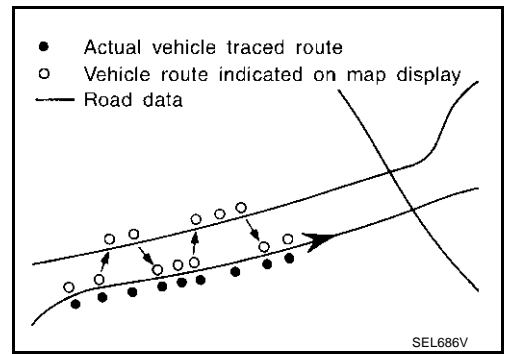 Actual vehicle traced route
Vehicle route indicated on map display
Road data
SEL686V